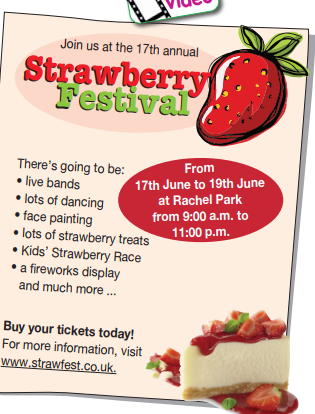 Video
Join us at the 17th annual
Strawberry
Festival
There's going to be:
• live bands
• lots of dancing
• face painting
• lots of strawberry treats
• Kids' Strawberry Race
• a fireworks display
and much more ...
From
17th June to 19th June
at Rachel Park
from 9:00 a.m. to
11:00 p.m.
Buy your tickets today!
For more information, visit
www.strawfest.co.uk.